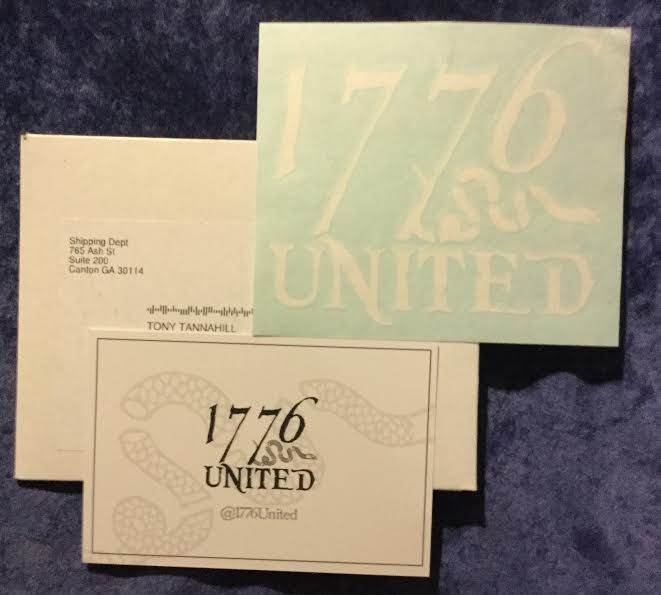 1776
UNITED
Shipping Dept
765 Ash St
Suite 200
Canton GA 30114
TONY TANNAHILL
1776
UNITED
@1776United